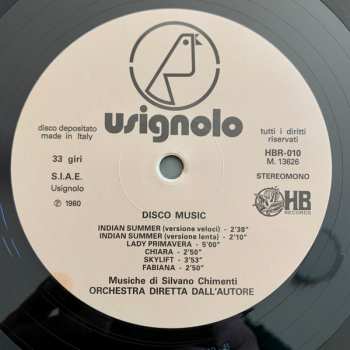 usignolo
disco depositato
made in Italy
33 giri
S.I.A.E.
Usignolo
℗ 1980
tutti i diritti
riservati
HBR-010
M. 13626
STEREOMONO
HB
RECORDS
DISCO MUSIC
INDIAN SUMMER (versione veloci) - 2'38"
INDIAN SUMMER (versione lenta) - 2'10"
LADY PRIMAVERA - 5'00"
CHIARA - 2'50"
SKYLIFT - 3'53"
FABIANA - 2'50"
Musiche di Silvano Chimenti
ORCHESTRA DIRETTA DALL'AUTORE